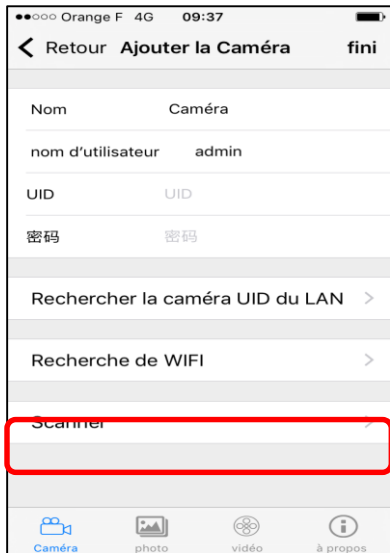 ●●○○○ Orange F 4G 09:37
Retour Ajouter la Caméra fini
Nom Caméra
nom d'utilisateur admin
UID UID
密码 密码
Rechercher la caméra UID du LAN
Recherche de WIFI
Scanner
Caméra photo vidéo à propos